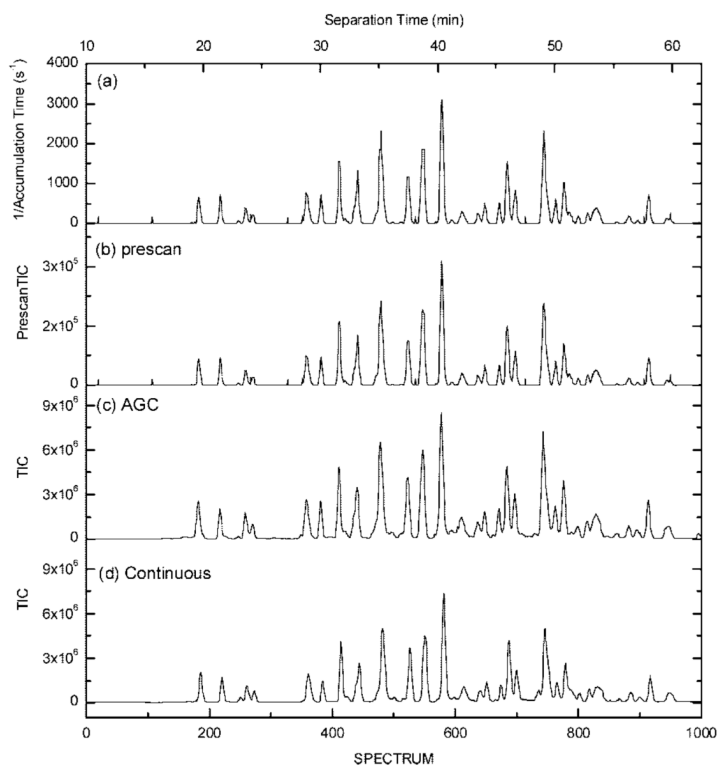 Separation Time (min)
10 20 30 40 50 60
(a)
1/Accumulation Time (s⁻¹)
4000
3000
2000
1000
0
(b) prescan
PrescanTIC
3x10⁵
2x10⁵
0
(c) AGC
TIC
9x10⁶
6x10⁶
3x10⁶
0
(d) Continuous
TIC
9x10⁶
6x10⁶
3x10⁶
0
0 200 400 600 800 1000
SPECTRUM